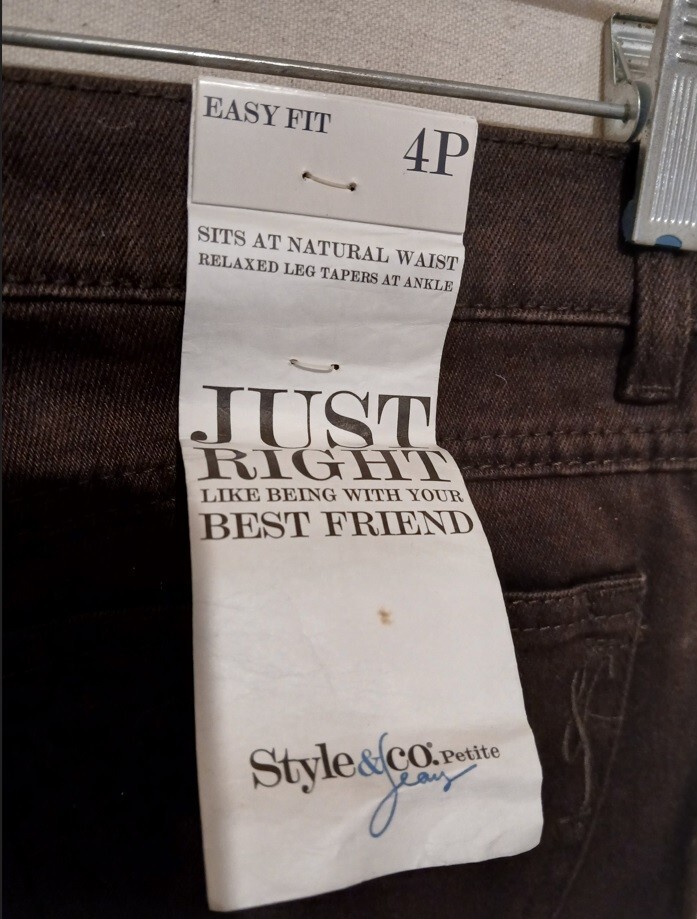 EASY FIT
4P
SITS AT NATURAL WAIST
RELAXED LEG TAPERS AT ANKLE
JUST
RIGHT
LIKE BEING WITH YOUR
BEST FRIEND
Style&co.® Petite
Jeans